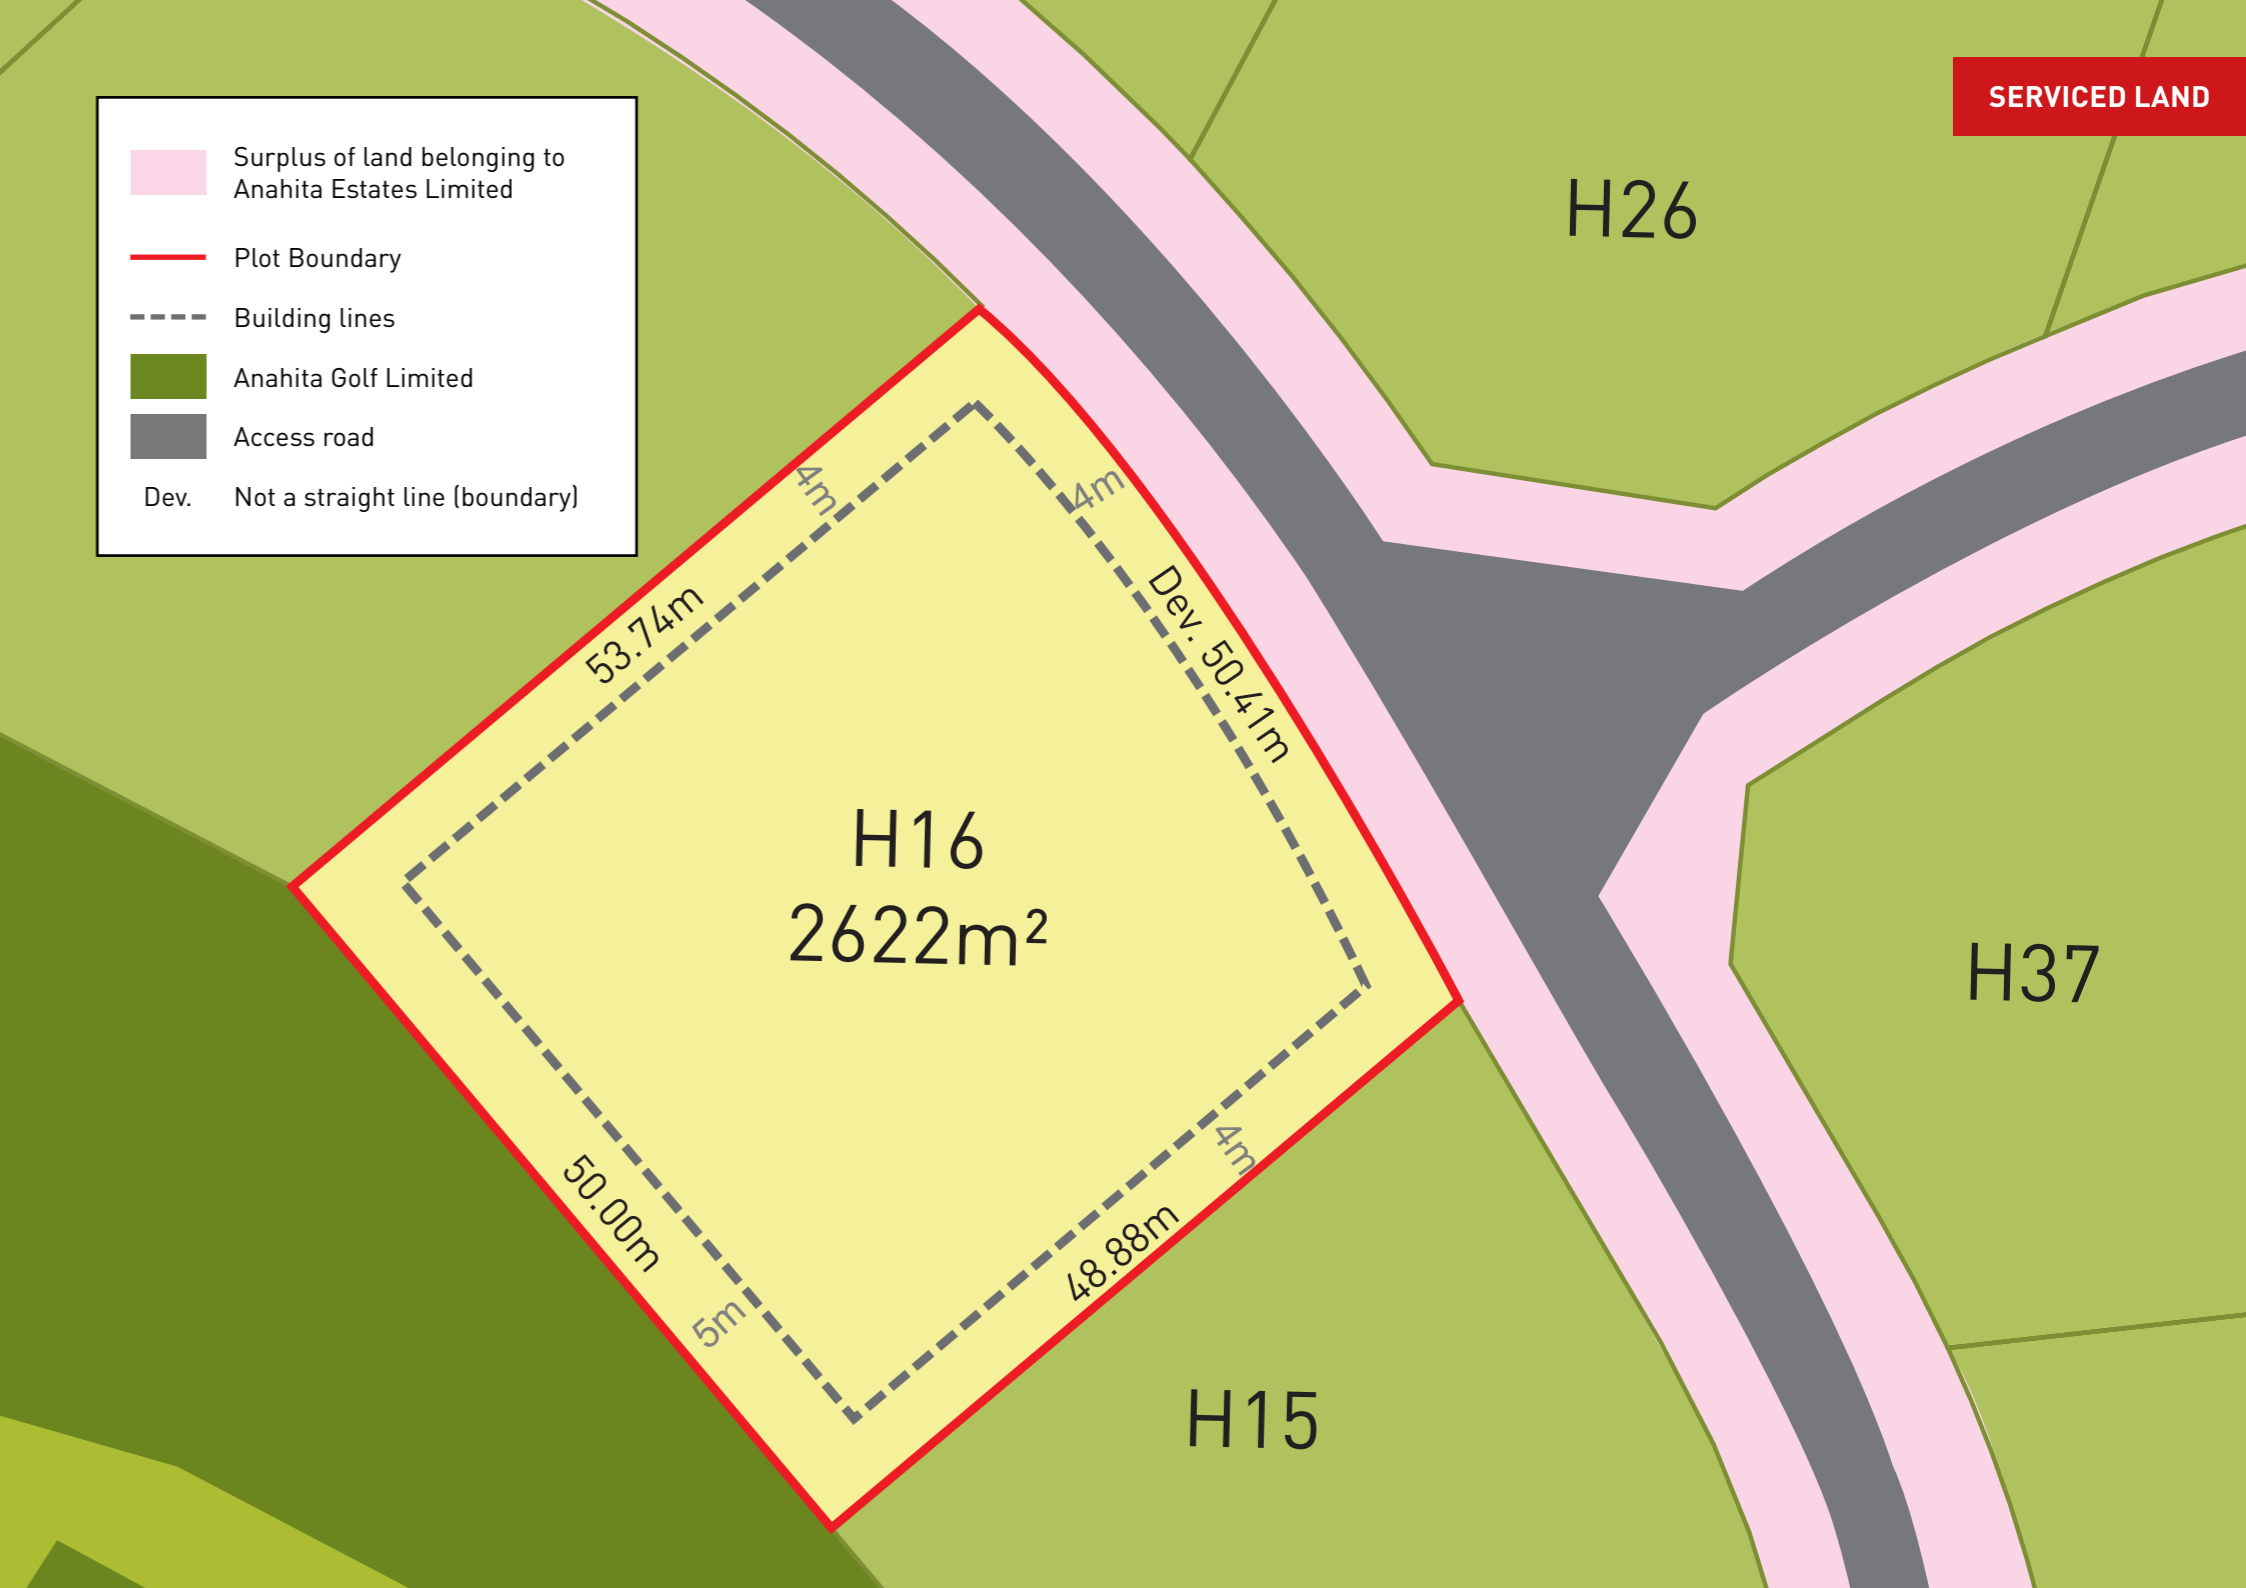 SERVICED LAND
Surplus of land belonging to
Anahita Estates Limited
Plot Boundary
Building lines
Anahita Golf Limited
Access road
Dev. Not a straight line (boundary)
H26
4m
4m
53.74m
Dev. 50.41m
H16
2622m²
H37
4m
50.00m
48.88m
5m
H15